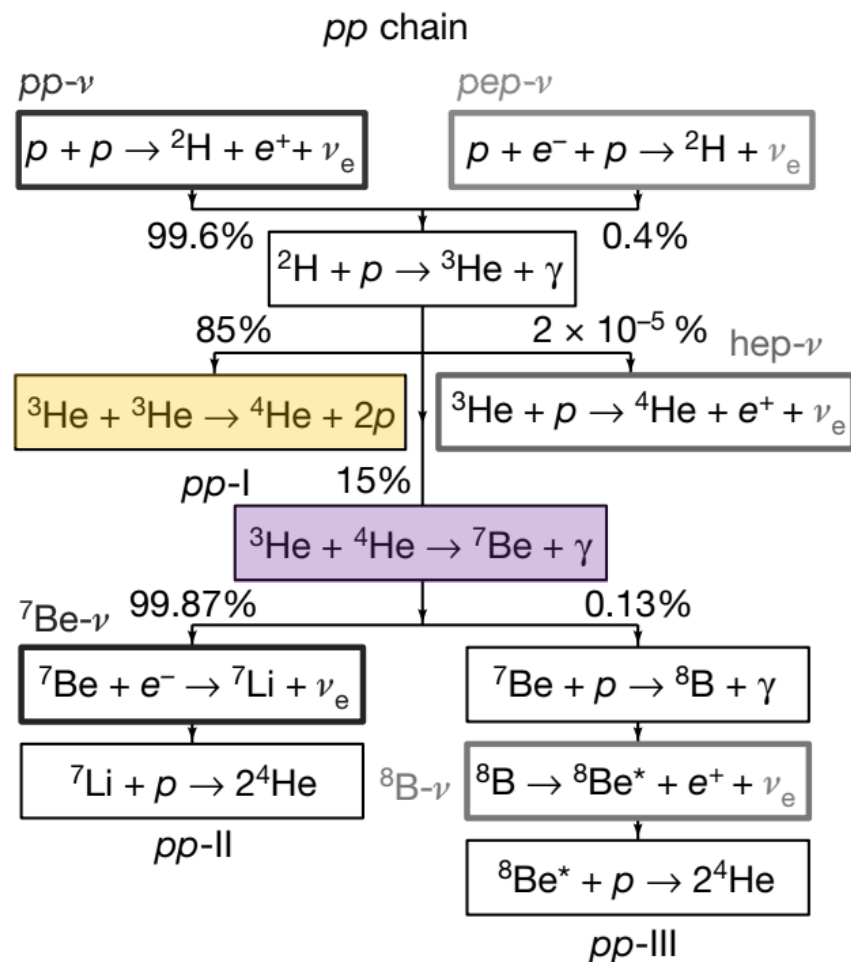 pp chain
pp-ν
pep-ν
p + p → ²H + e⁺ + νₑ
p + e⁻ + p → ²H + νₑ
99.6%
0.4%
²H + p → ³He + γ
85%
2 × 10⁻⁵ %
hep-ν
³He + ³He → ⁴He + 2p
³He + p → ⁴He + e⁺ + νₑ
pp-I
15%
³He + ⁴He → ⁷Be + γ
⁷Be-ν
99.87%
0.13%
⁷Be + e⁻ → ⁷Li + νₑ
⁷Be + p → ⁸B + γ
⁷Li + p → 2⁴He
⁸B-ν
⁸B → ⁸Be* + e⁺ + νₑ
pp-II
⁸Be* + p → 2⁴He
pp-III